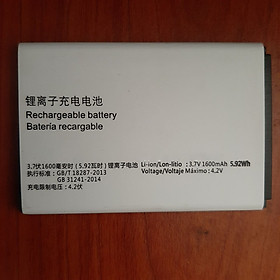 锂离子充电电池
Rechargeable battery
Batería recargable
3.7伏1600毫安时（5.92瓦时）锂离子电池
执行标准: GB/T 18287-2013
GB 31241-2014
充电限制电压: 4.2伏
Li-ion/Lon-litio : 3.7V 1600mAh 5.92Wh
Voltage/Voltaje Máximo : 4.2V